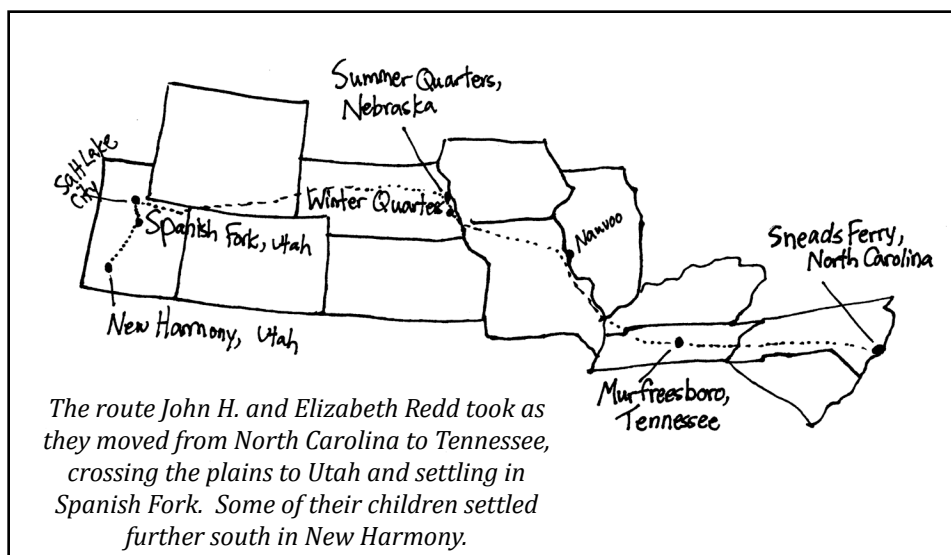 Summer Quarters,
Nebraska
Salt Lake
City
Winter Quartes
Spanish Fork, Utah
Nauvoo
Sneads Ferry,
North Carolina
New Harmony, Utah
Murfreesboro,
Tennessee
The route John H. and Elizabeth Redd took as
they moved from North Carolina to Tennessee,
crossing the plains to Utah and settling in
Spanish Fork.  Some of their children settled
further south in New Harmony.